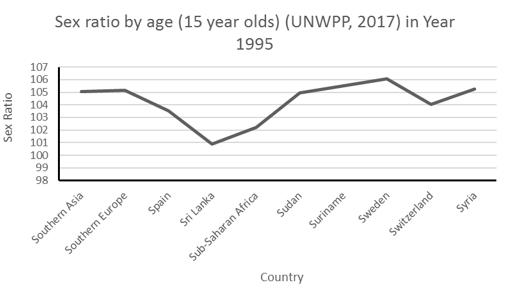 Sex ratio by age (15 year olds) (UNWPP, 2017) in Year
1995
107
106
105
104
103
102
101
100
99
98
Sex Ratio
Southern Asia
Southern Europe
Spain
Sri Lanka
Sub-Saharan Africa
Sudan
Suriname
Sweden
Switzerland
Syria
Country